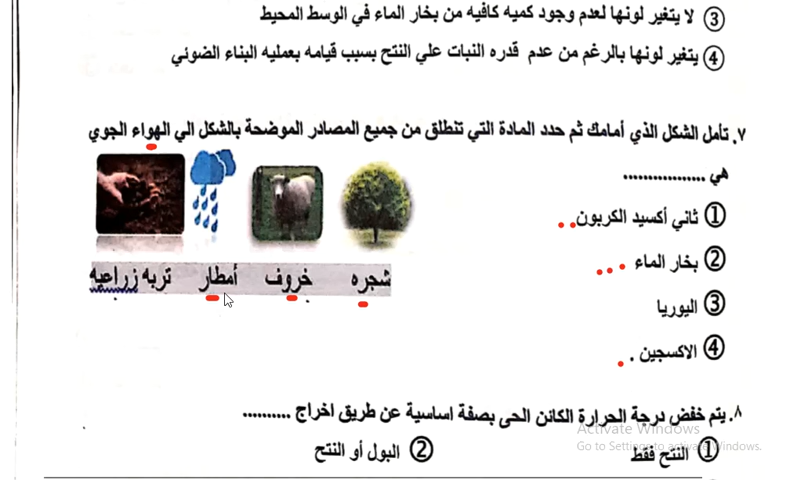 ③ لا يتغير لونها لعدم وجود كميه كافيه من بخار الماء في الوسط المحيط
④ يتغير لونها بالرغم من عدم قدره النبات علي النتح بسبب قيامه بعمليه البناء الضوئي
٧. تأمل الشكل الذي أمامك ثم حدد المادة التي تنطلق من جميع المصادر الموضحة بالشكل الي الهواء الجوي
هي ................
① ثاني أكسيد الكربون
② بخار الماء
③ اليوريا
④ الاكسجين .
شجره خروف أمطار تربه زراعيه
٨. يتم خفض درجة الحرارة الكائن الحى بصفة اساسية عن طريق اخراج ..........
① النتح فقط
② البول أو النتح
Activate Windows
Go to Settings to activate Windows.